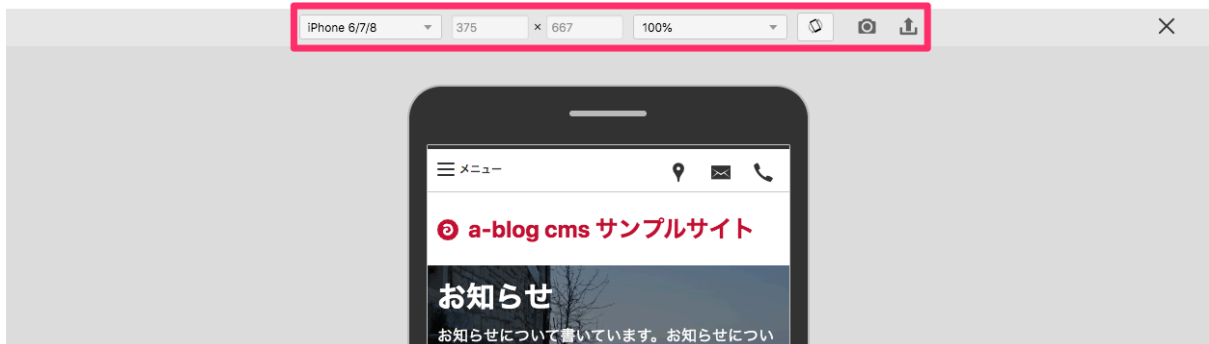 iPhone 6/7/8 375 × 667 100%
メニュー
a-blog cms サンプルサイト
お知らせ
お知らせについて書いています。お知らせについ